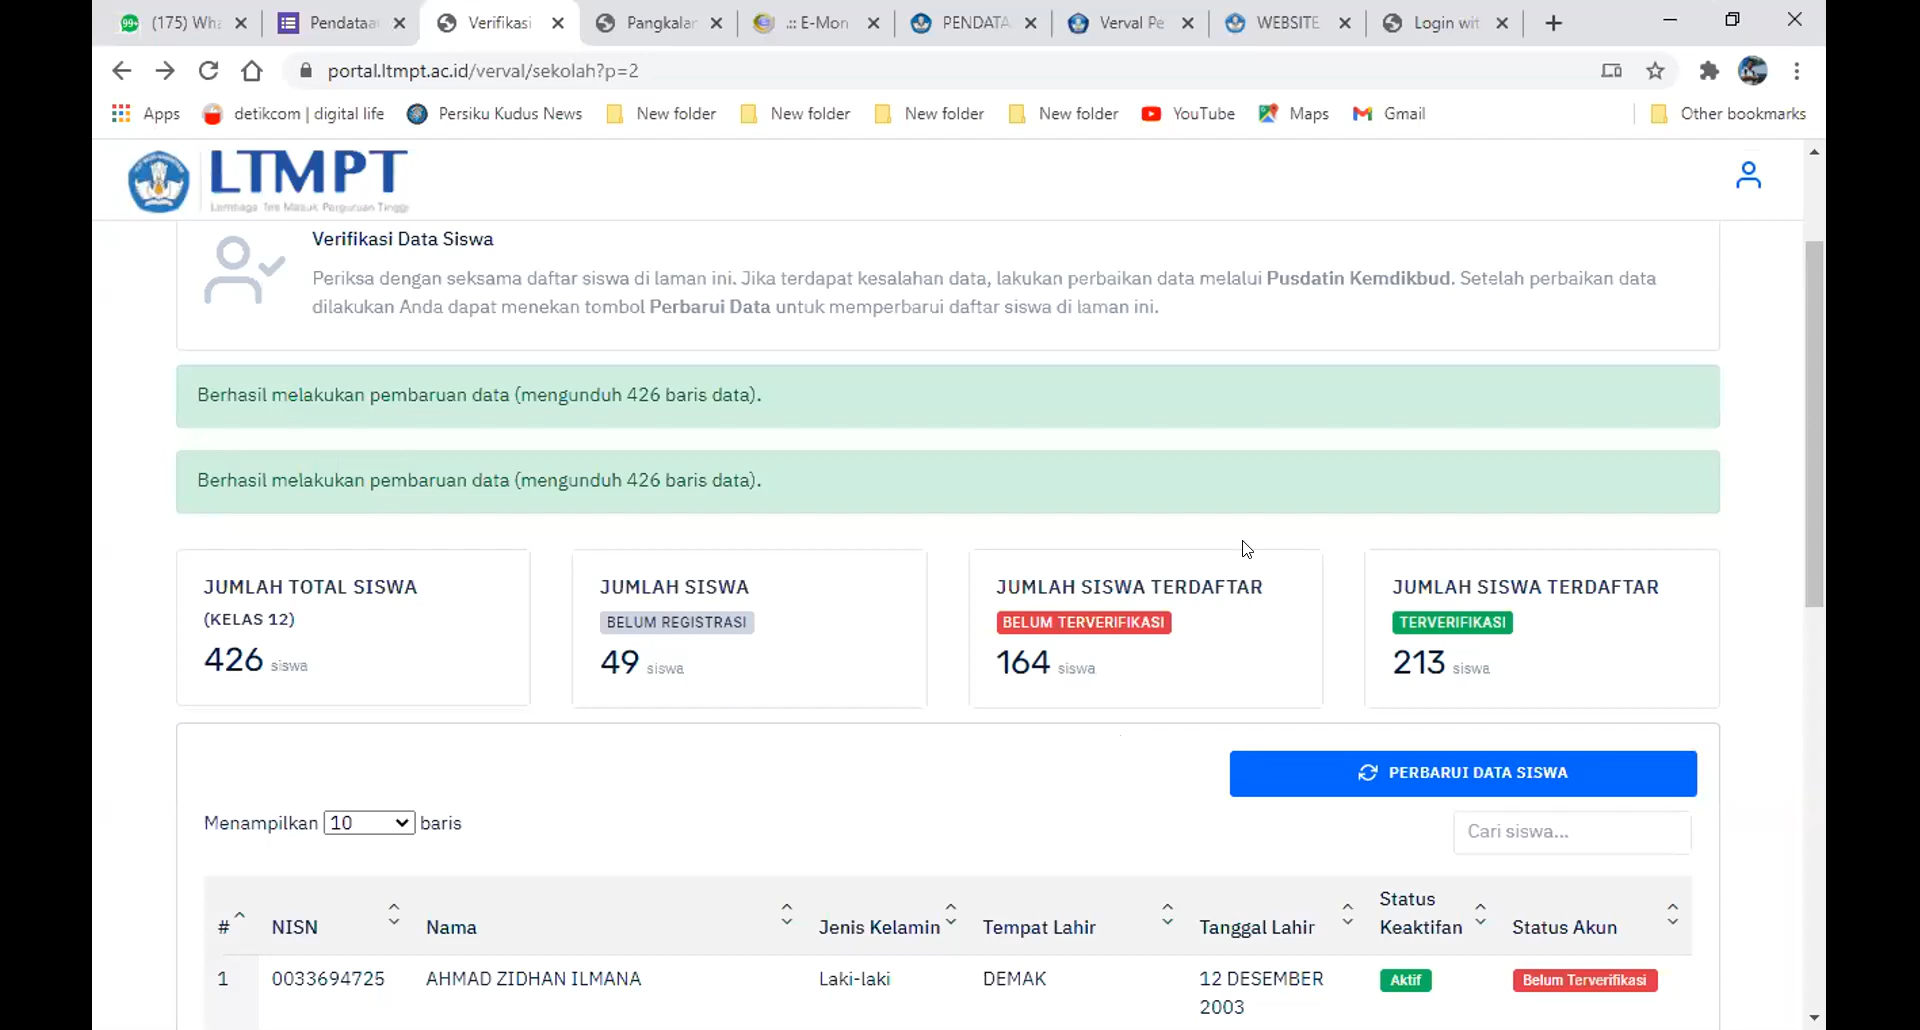 (175) Wha
Pendataa
Verifikasi
Pangkalan
.:: E-Mon
PENDATA
Verval Pe
WEBSITE
Login wit
portal.ltmpt.ac.id/verval/sekolah?p=2
Apps
detikcom | digital life
Persiku Kudus News
New folder
New folder
New folder
New folder
YouTube
Maps
Gmail
Other bookmarks
LTMPT
Lembaga Tes Masuk Perguruan Tinggi
Verifikasi Data Siswa
Periksa dengan seksama daftar siswa di laman ini. Jika terdapat kesalahan data, lakukan perbaikan data melalui Pusdatin Kemdikbud. Setelah perbaikan data
dilakukan Anda dapat menekan tombol Perbarui Data untuk memperbarui daftar siswa di laman ini.
Berhasil melakukan pembaruan data (mengunduh 426 baris data).
Berhasil melakukan pembaruan data (mengunduh 426 baris data).
JUMLAH TOTAL SISWA
(KELAS 12)
426 siswa
JUMLAH SISWA
BELUM REGISTRASI
49 siswa
JUMLAH SISWA TERDAFTAR
BELUM TERVERIFIKASI
164 siswa
JUMLAH SISWA TERDAFTAR
TERVERIFIKASI
213 siswa
PERBARUI DATA SISWA
Menampilkan 10 baris
Cari siswa...
# NISN Nama Jenis Kelamin Tempat Lahir Tanggal Lahir Status Keaktifan Status Akun
1 0033694725 AHMAD ZIDHAN ILMANA Laki-laki DEMAK 12 DESEMBER 2003 Aktif Belum Terverifikasi